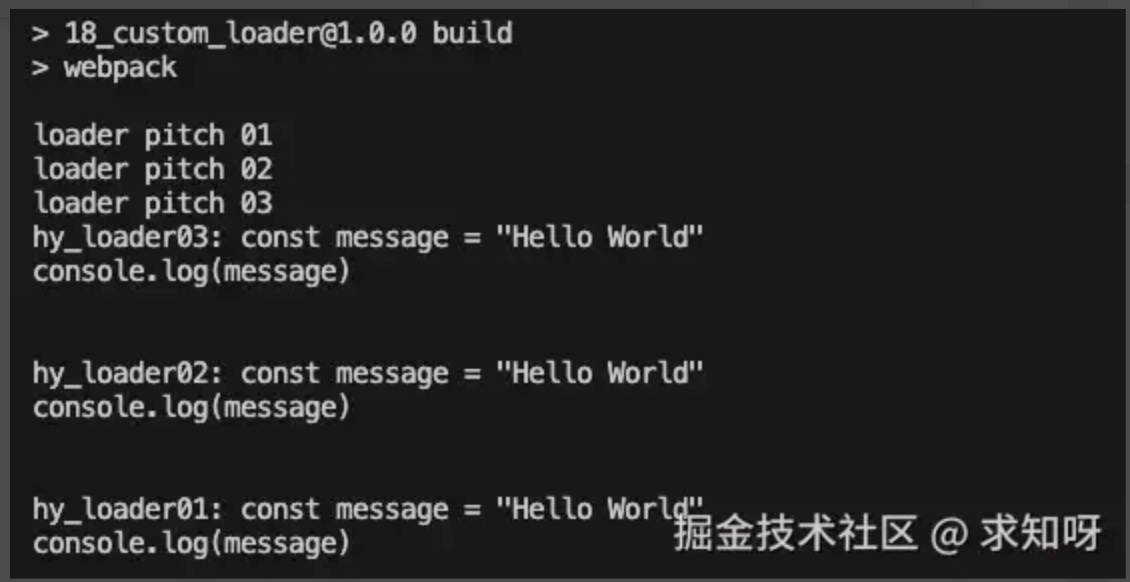 > 18_custom_loader@1.0.0 build
> webpack
loader pitch 01
loader pitch 02
loader pitch 03
hy_loader03: const message = "Hello World"
console.log(message)
hy_loader02: const message = "Hello World"
console.log(message)
hy_loader01: const message = "Hello World"
console.log(message)
掘金技术社区 @ 求知呀